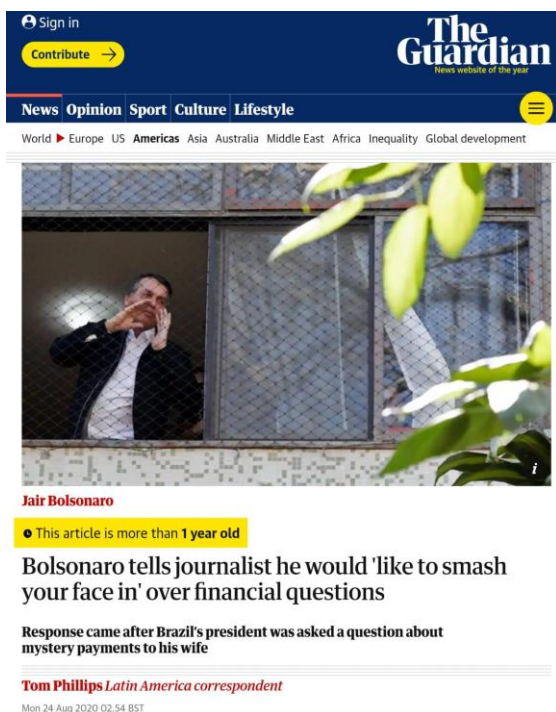 Sign in
Contribute →
The
Guardian
News website of the year
News Opinion Sport Culture Lifestyle
World Europe US Americas Asia Australia Middle East Africa Inequality Global development
i
Jair Bolsonaro
This article is more than 1 year old
Bolsonaro tells journalist he would 'like to smash
your face in' over financial questions
Response came after Brazil's president was asked a question about
mystery payments to his wife
Tom Phillips Latin America correspondent
Mon 24 Aug 2020 02.54 BST